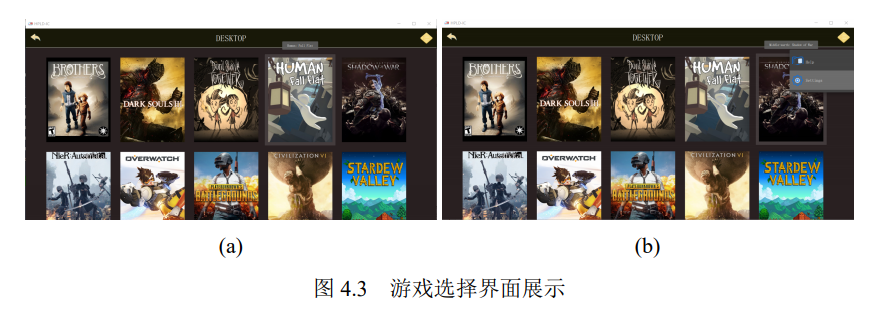 DESKTOP
Human: Fall Flat
BROTHERS
DARK SOULS III
Don't Starve
TOGETHER
HUMAN
fall flat
SHADOW OF WAR
NieR:Automata
OVERWATCH
PLAYERUNKNOWN'S
BATTLEGROUNDS
CIVILIZATION VI
STARDEW
VALLEY
DESKTOP
BROTHERS
DARK SOULS III
Don't Starve
TOGETHER
HUMAN
fall flat
NieR:Automata
OVERWATCH
PLAYERUNKNOWN'S
BATTLEGROUNDS
CIVILIZATION VI
STARDEW
VALLEY
(a)
(b)
图 4.3 游戏选择界面展示